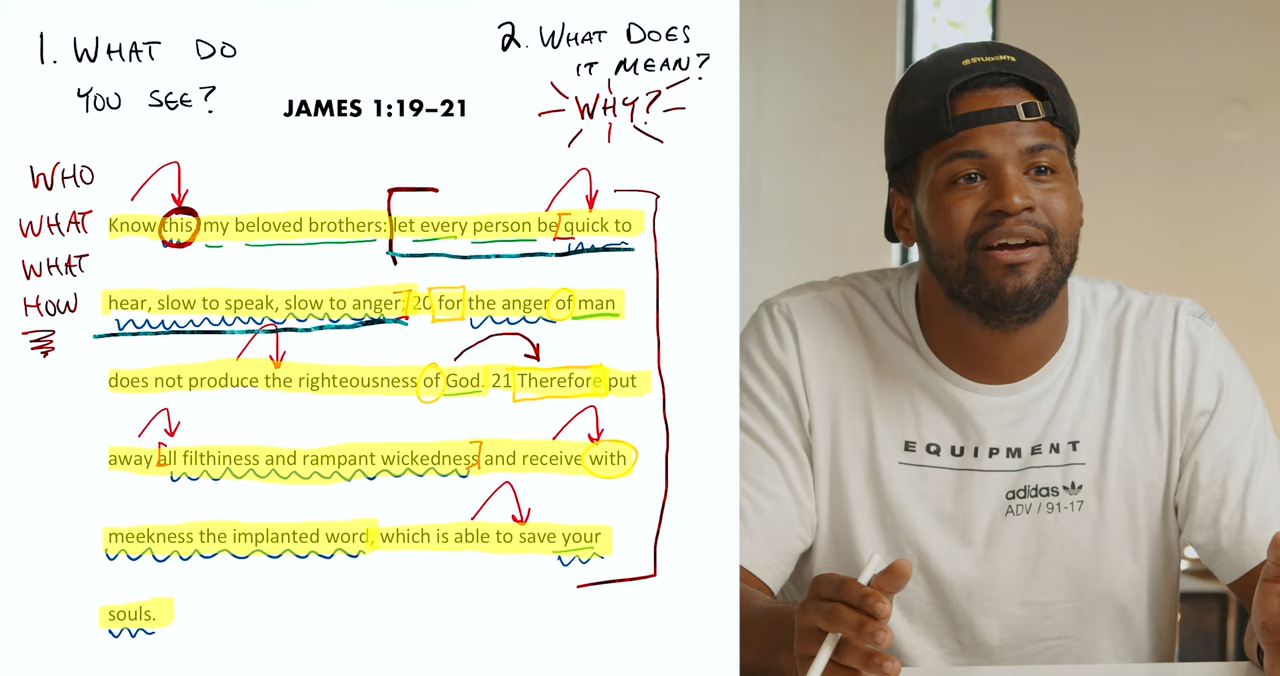 1. WHAT DO
YOU SEE?
2. WHAT DOES
IT MEAN?
WHY?
JAMES 1:19–21
WHO
WHAT
WHAT
HOW
Know this my beloved brothers: let every person be quick to
hear, slow to speak, slow to anger; 20 for the anger of man
does not produce the righteousness of God. 21 Therefore put
away all filthiness and rampant wickedness and receive with
meekness the implanted word, which is able to save your
souls.
STUDENTS
EQUIPMENT
adidas
ADV / 91-17